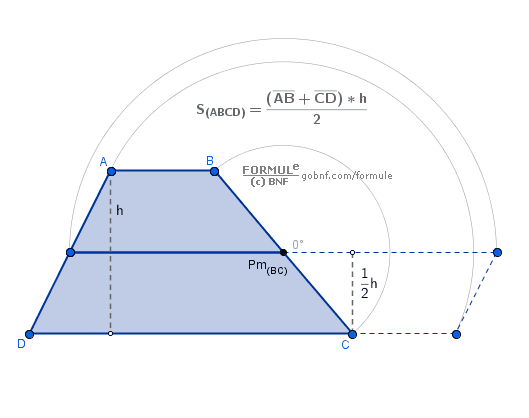 S(ABCD) = (AB + CD) * h / 2
A
B
FORMULe
(c) BNF
gobnf.com/formule
h
0°
Pm(BC)
1/2 h
D
C